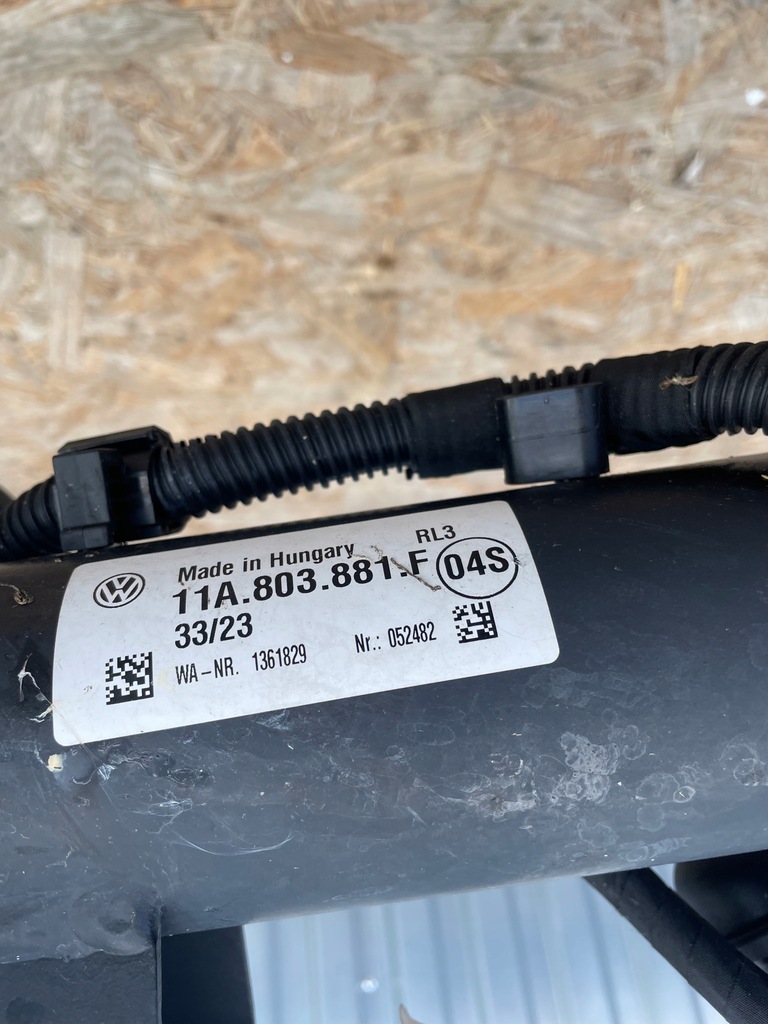 Made in Hungary RL3
11A.803.881.F 04S
33/23
WA-NR. 1361829 Nr.: 052482